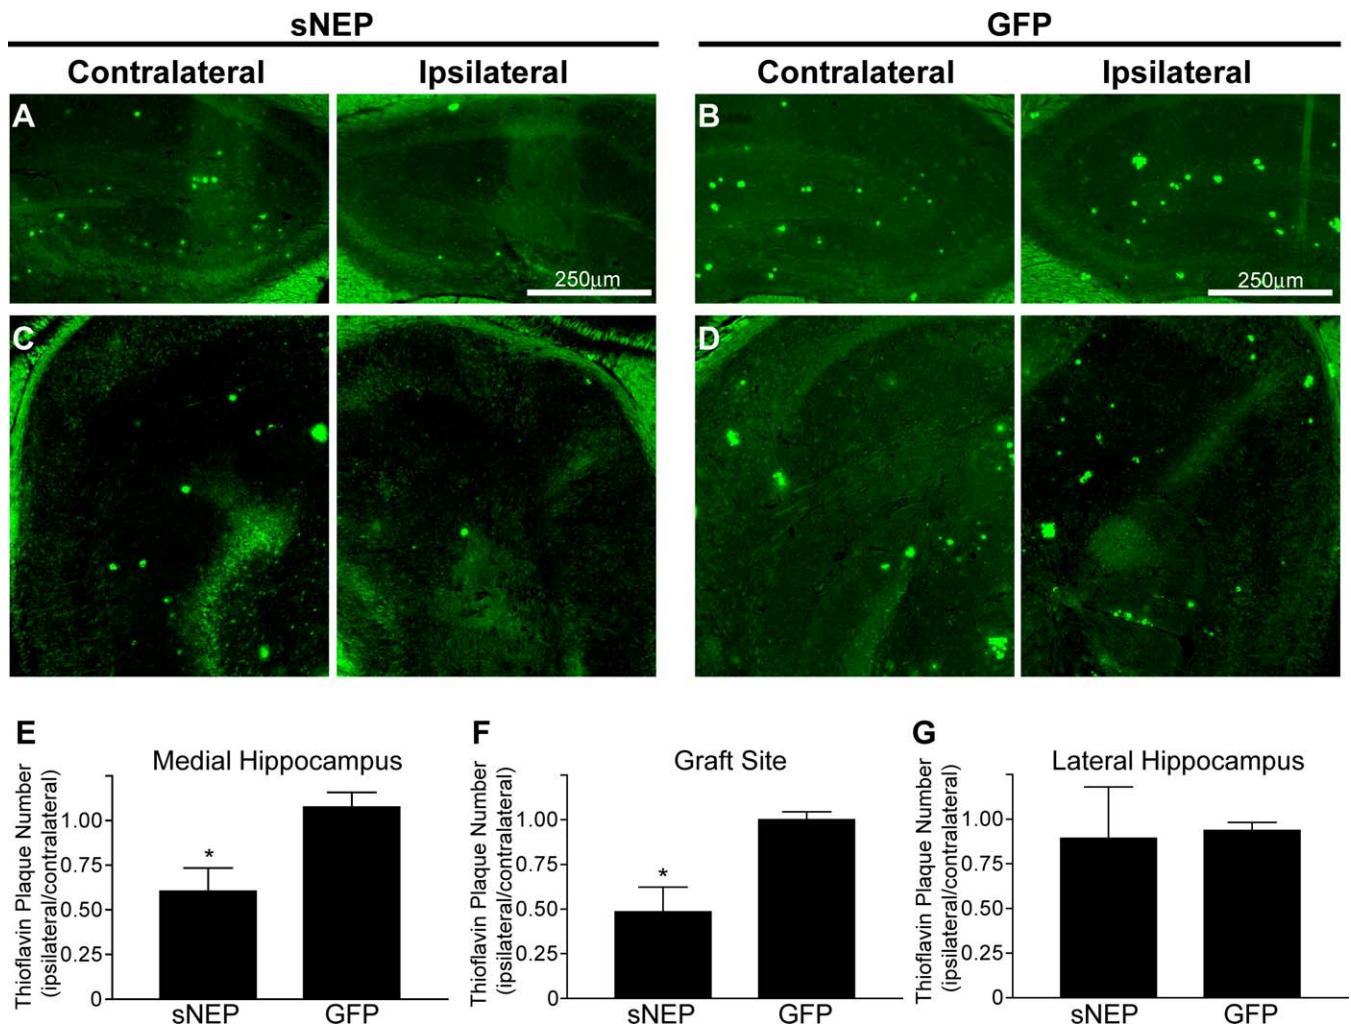 sNEP GFP
Contralateral Ipsilateral Contralateral Ipsilateral
A B
250μm 250μm
C D
E F G
Medial Hippocampus Graft Site Lateral Hippocampus
Thioflavin Plaque Number
(ipsilateral/contralateral)
1.00
0.75
0.50
0.25
0
*
sNEP GFP
Thioflavin Plaque Number
(ipsilateral/contralateral)
1.00
0.75
0.50
0.25
0
*
sNEP GFP
Thioflavin Plaque Number
(ipsilateral/contralateral)
1.00
0.75
0.50
0.25
0
sNEP GFP